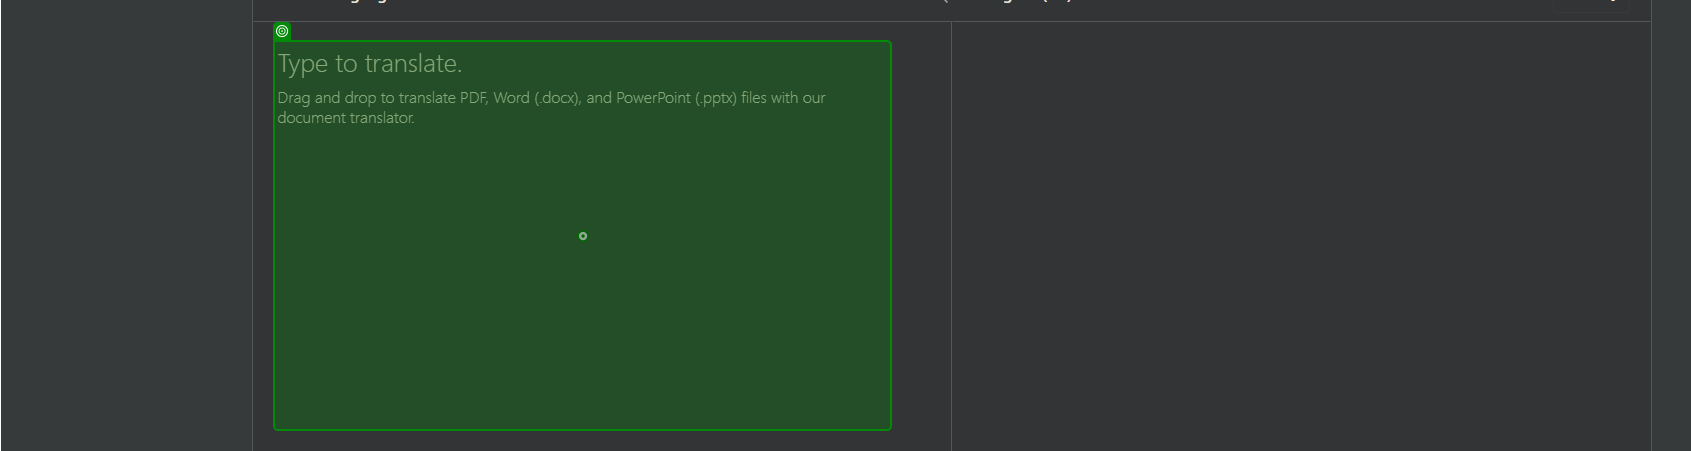 Type to translate.
Drag and drop to translate PDF, Word (.docx), and PowerPoint (.pptx) files with our
document translator.